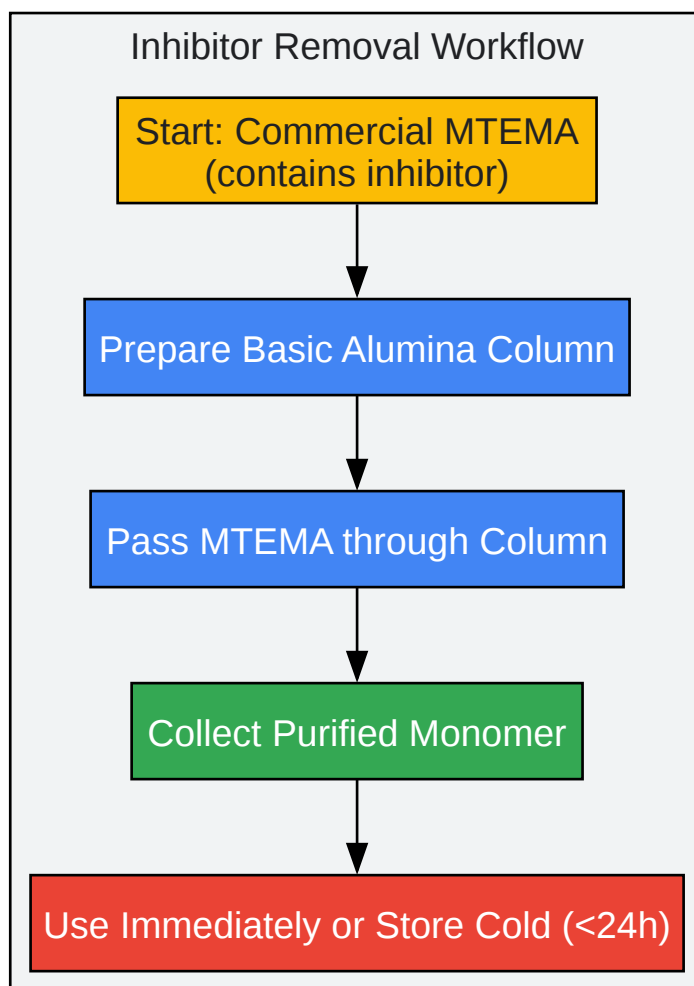 Inhibitor Removal Workflow
Start: Commercial MTEMA
(contains inhibitor)
Prepare Basic Alumina Column
Pass MTEMA through Column
Collect Purified Monomer
Use Immediately or Store Cold (<24h)